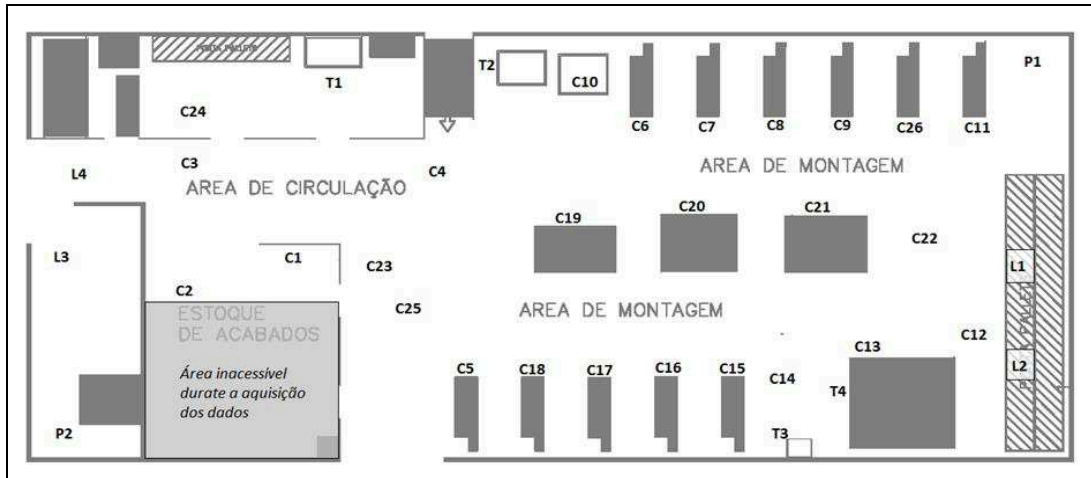 PORTA PALLETS
T1
T2
C10
P1
C24
C6
C7
C8
C9
C26
C11
C3
L4
C4
AREA DE CIRCULAÇÃO
AREA DE MONTAGEM
C19
C20
C21
C22
L3
C1
C23
L1
C2
C25
ESTOQUE
DE ACABADOS
AREA DE MONTAGEM
C12
C13
L2
Área inacessível
durate a aquisição
dos dados
C5
C18
C17
C16
C15
C14
T4
P2
T3